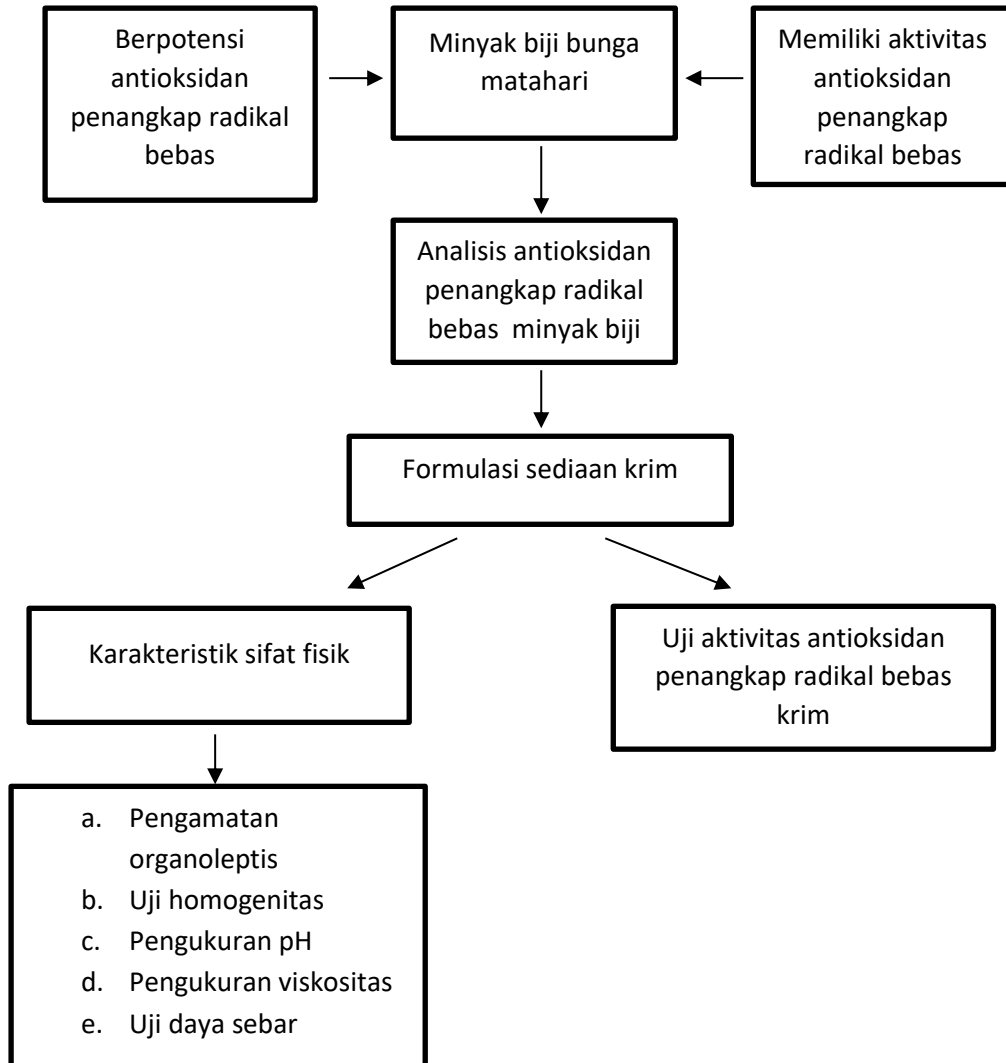 Berpotensi
antioksidan
penangkap radikal
bebas
Minyak biji bunga
matahari
Memiliki aktivitas
antioksidan
penangkap
radikal bebas
Analisis antioksidan
penangkap radikal
bebas minyak biji
Formulasi sediaan krim
Karakteristik sifat fisik
Uji aktivitas antioksidan
penangkap radikal bebas
krim
a. Pengamatan
organoleptis
b. Uji homogenitas
c. Pengukuran pH
d. Pengukuran viskositas
e. Uji daya sebar